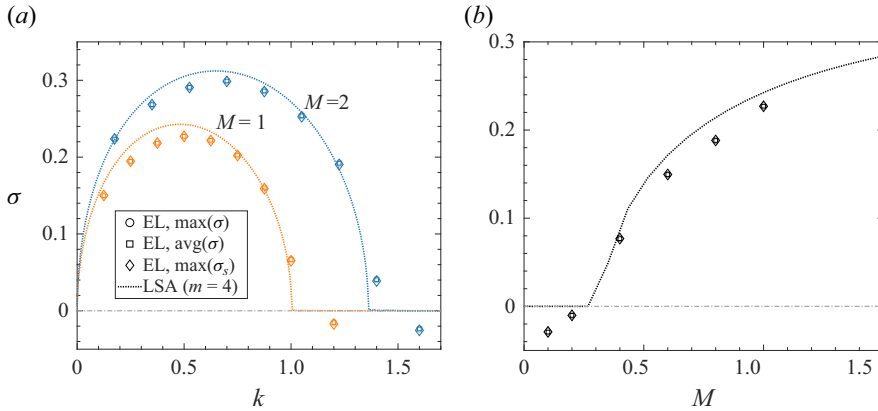 (a)
(b)
0.3
0.2
0.1
0
σ
M=2
M = 1
EL, max(σ)
EL, avg(σ)
EL, max(σs)
LSA (m = 4)
0
0.5
1.0
1.5
k
0.3
0.2
0.1
0
0
0.5
1.0
1.5
M